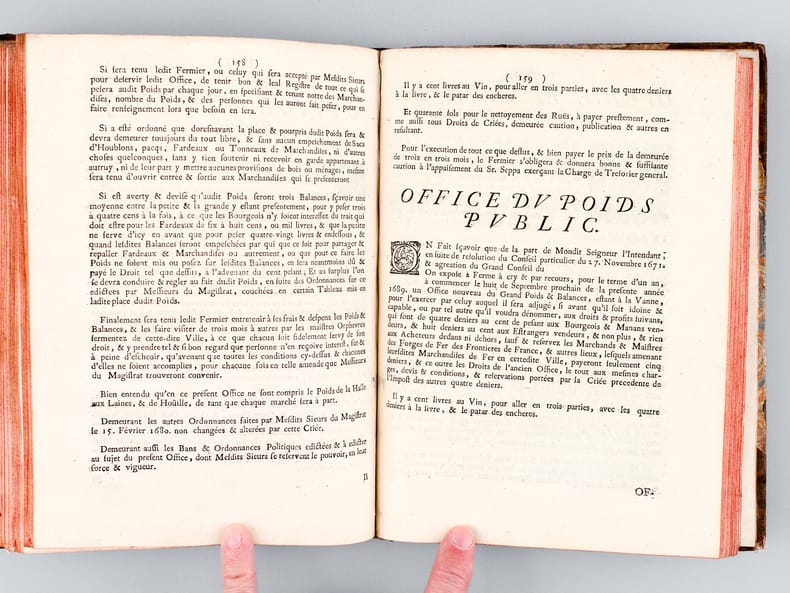 ( 158 )
Si sera tenu ledit Fermier, ou celuy qui sera accepté par Mesdits Sieurs
pour deservir ledit Office, de tenir bon & leal Registre de tout ce qui se
pelera audit Poids par chaque jour, en specifiant & tenant notte des Marchan-
dises, nombre du Poids, & des personnes qui les auront fait peser, pour en
faire renseignement lors que besoin en sera.
Si a esté ordonné que doresnavant la place & pourpris dudit Poids sera &
devra demeurer tousjours du tout libre, & sans aucun empeschement de Sacs
d'Houblons, pacqs, Fardeaux ou Tonneaux de Marchandises, ni d'autres
choses quelconques, sans y rien soutenir ni recevoir en garde appartenant à
autruy, ni de leur part y mettre aucunes provisions de bois ou ménages, mesme
sera tenu d'ouvrir entrée & sortie aux Marchandises qui se presenteront
Si est averty & devisé qu'audit Poids seront trois Balances, sçavoir une
moyenne entre la petite & la grande y estant presentement, pour y peser trois
à quatre cens à la fois, à ce que les Bourgeois n'y soient interessés du trait qui
doit estre pour les Fardeaux de six à huit cens, ou mil livres, & que la petite
ne serve d'icy en avant que pour peser quatre-vingt livres & endessous, &
quand lesdites Balances seront empeschées par qui que ce soit pour partager &
repaller Fardeaux & Marchandises ou autrement, ou que pour ce faire les
Poids ne soient mis ou posez sur lesdites Balances, en sera neantmoins dû &
payé le Droit tel que dessus, à l'advenant du cent pesant; Et au surplus l'on
se devra conduire & regler au fait dudit Poids, en suite des Ordonnances sur ce
edictées par Messieurs du Magistrat, couchées en certain Tableau mis en
ladite place dudit Poids.
Finalement sera tenu ledit Fermier entretenir à ses frais & despens les Poids &
Balances, & les faire visiter de trois mois à autres par les maistres Orphevres
sermentez de cette-dite Ville, à ce que chacun soit fidelement servy de son
droit, & y prendre tel & si bon regard que personne n'en reçoive interest, sur &
à peine d'eschoir, qu'avenant que toutes les conditions cy-dessus & chacunes
d'elles ne soient accomplies, pour chacune fois en telle amende que Messieurs
du Magistrat trouveront convenir.
Bien entendu qu'en ce present Office ne sont compris le Poids de la Halle
aux Laines, & de Houille, de tant que chaque marché sera à part.
Demeurant les autres Ordonnances faites par Mesdits Sieurs du Magistrat
le 15. Février 1680. non changées & alterées par cette Criée.
Demeurant aussi les Bans & Ordonnances Politiques edictées & à edicter
au sujet du present Office, dont Mesdits Sieurs se reservent le pouvoir, en leur
force & vigueur.
( 159 )
Il y a cent livres au Vin, pour aller en trois parties, avec les quatre deniers
à la livre, & le patar des encheres.
Et quarante sols pour le nettoyement des Ruës, à payer prestement, com-
me aussi tous Droits de Criées, demeurée caution, publication & autres en
resultant.
Pour l'execution de tout ce que dessus, & bien payer le prix de la demeurée
de trois en trois mois, le Fermier s'obligera & donnera bonne & suffisante
caution à l'appaisement du Sr. Seppa exerçant la Charge de Tresorier general.
OFFICE DV POIDS
PVBLIC.
ON Fait sçavoir que de la part de Mondit Seigneur l'Intendant,
en suite de resolution du Conseil particulier du 27. Novembre 1671.
& agreation du Grand Conseil du
On expose à Ferme à cry & par recours, pour le terme d'un an,
à commencer le huit de Septembre prochain de la presente année
1689. un Office nouveau du Grand Poids & Balances, estant à la Vanne,
pour l'exercer par celuy auquel il sera adjugé, si avant qu'il soit idoine &
capable, ou par tel autre qu'il voudra dénommer, aux droits & profits suivans,
qui sont de quatre deniers au cent de pesant aux Bourgeois & Manans ven-
deurs, & huit deniers au cent aux Estrangers vendeurs, & non plus, & rien
aux Acheteurs dedans ni dehors, sauf & reservez les Marchands & Maistrez
des Forges de Fer des Frontieres de France, & autres lieux, lesquels amenant
leursdites Marchandises de Fer en cettedite Ville, payeront seulement cinq
deniers, & ce outre les Droits de l'ancien Office, le tout aux mesmes char-
ges, devis & conditions, & reservations portées par la Criée precedente de
l'Impost des autres quatre deniers.
Il y a cent livres au Vin, pour aller en trois parties, avec les quatre
deniers à la livre, & le patar des encheres.
OF-